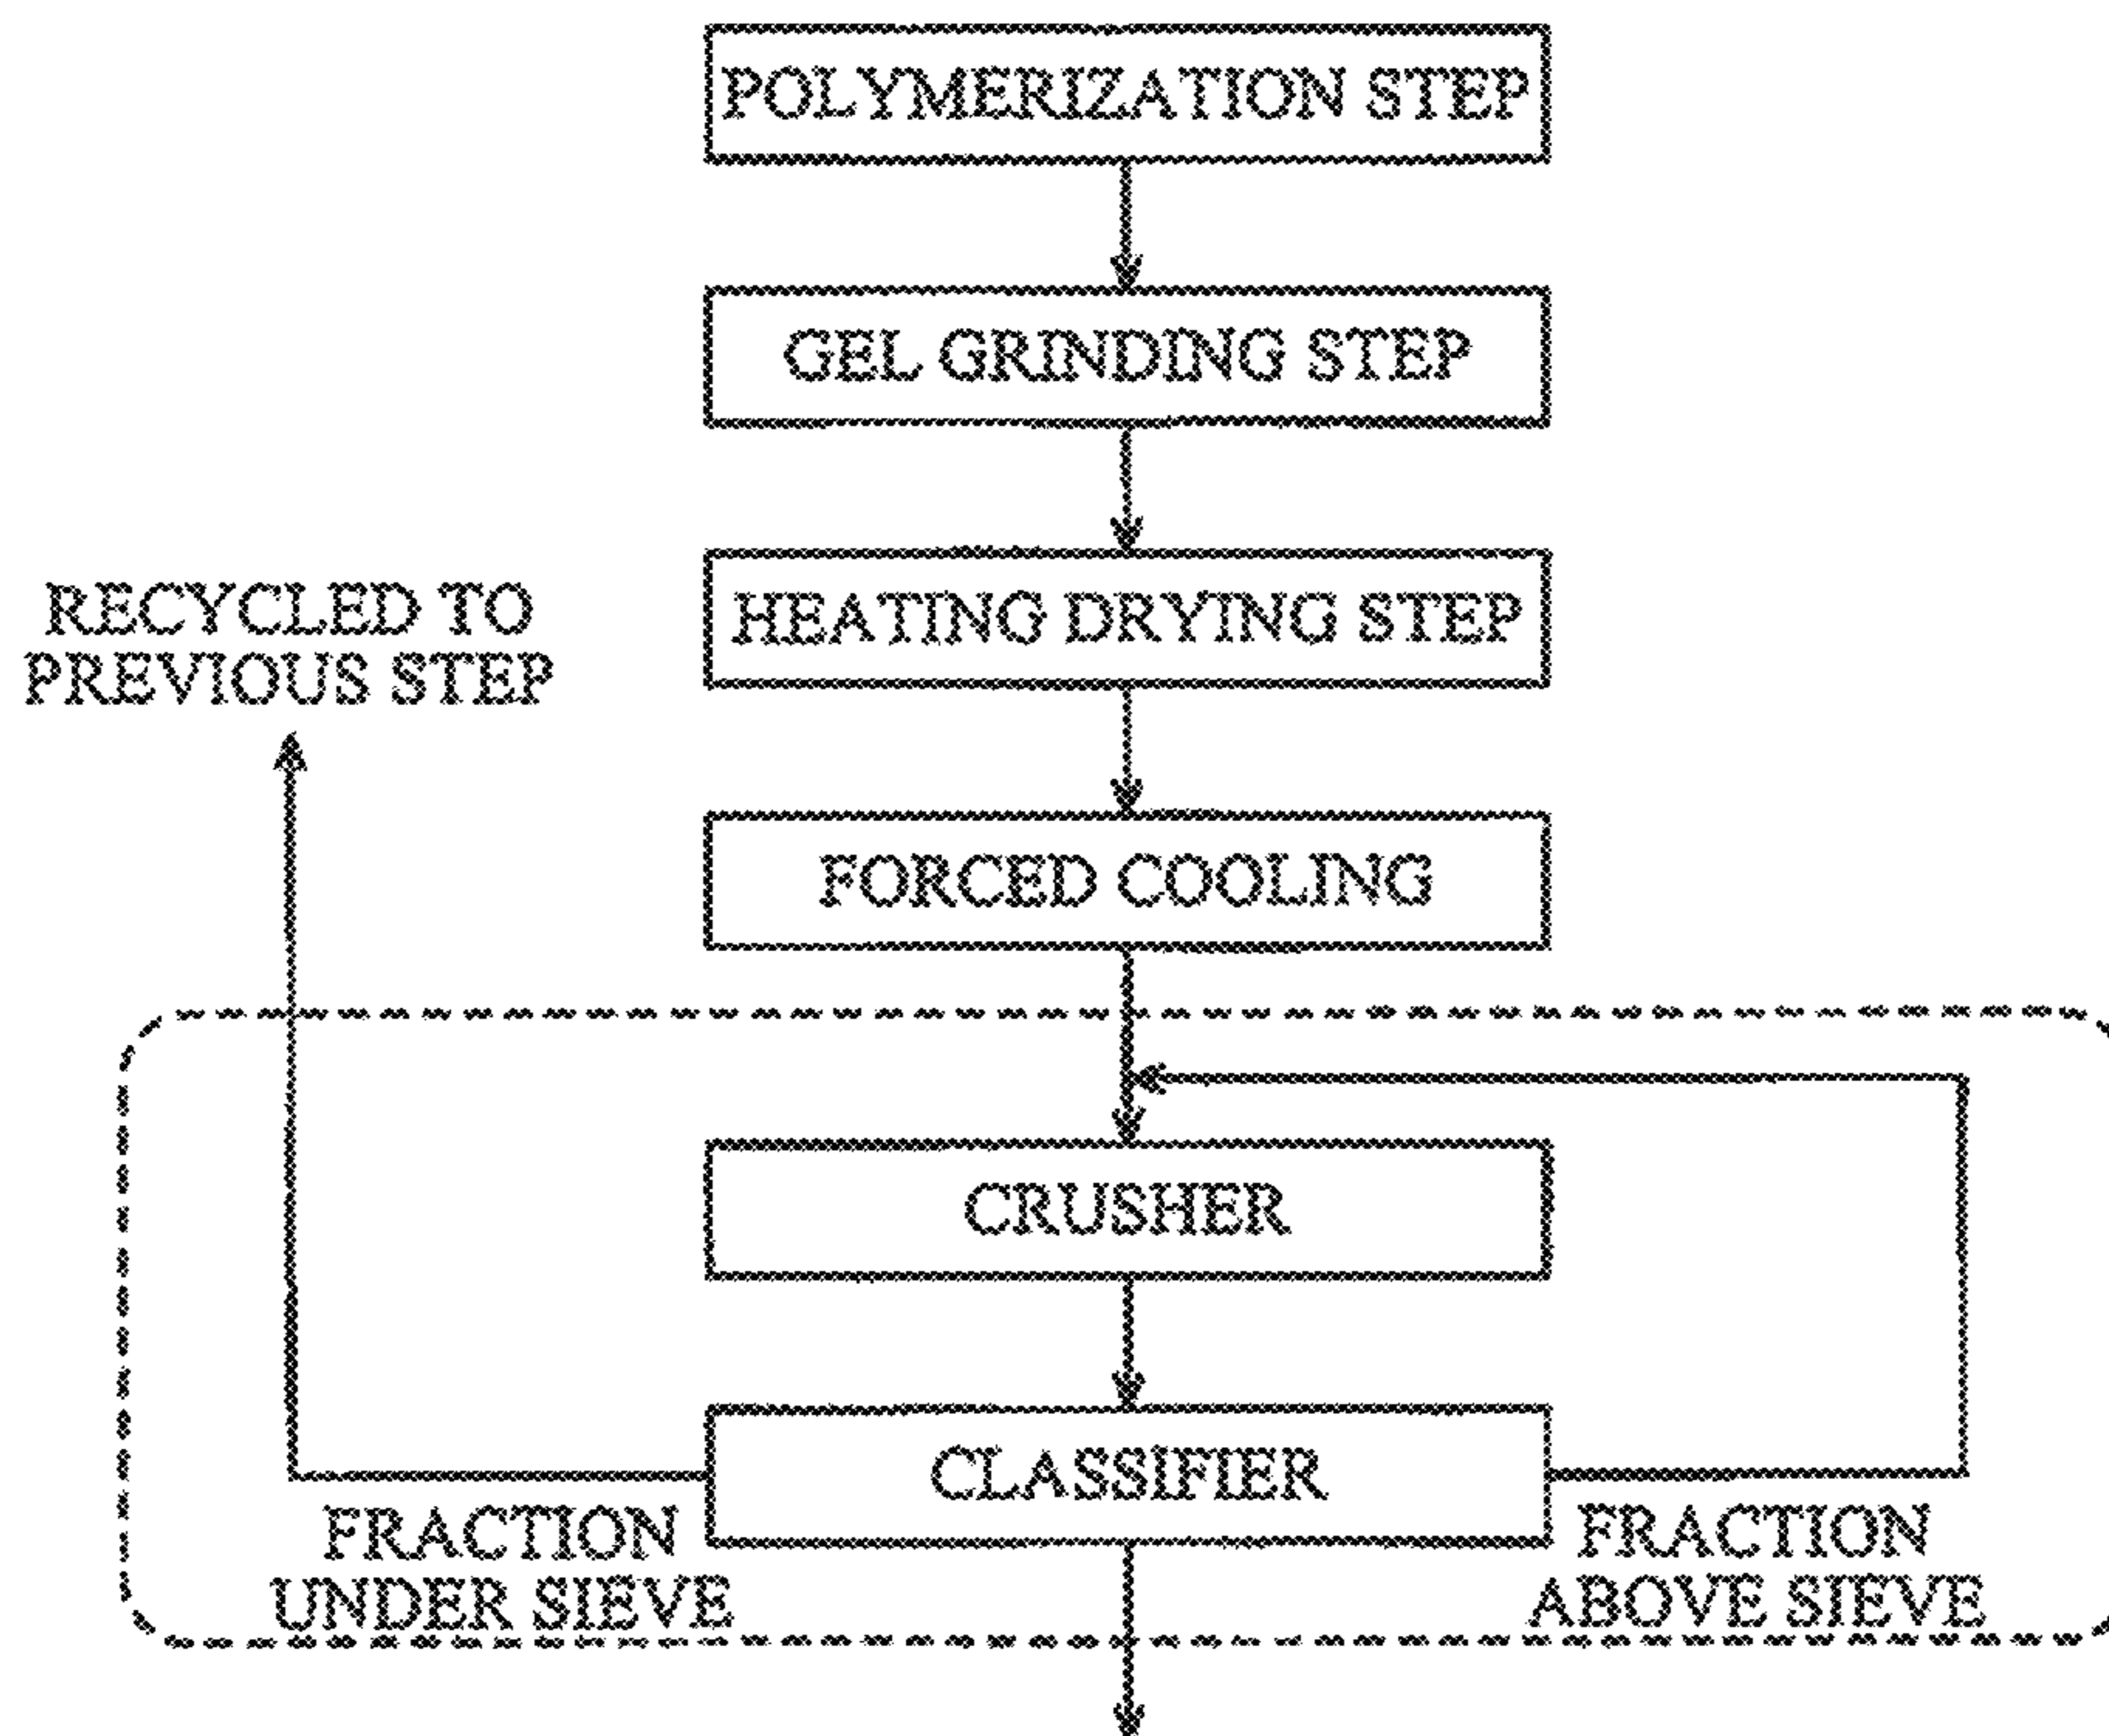 POLYMERIZATION STEP
GEL GRINDING STEP
HEATING DRYING STEP
RECYCLED TO
PREVIOUS STEP
FORCED COOLING
CRUSHER
CLASSIFIER
FRACTION
UNDER SIEVE
FRACTION
ABOVE SIEVE